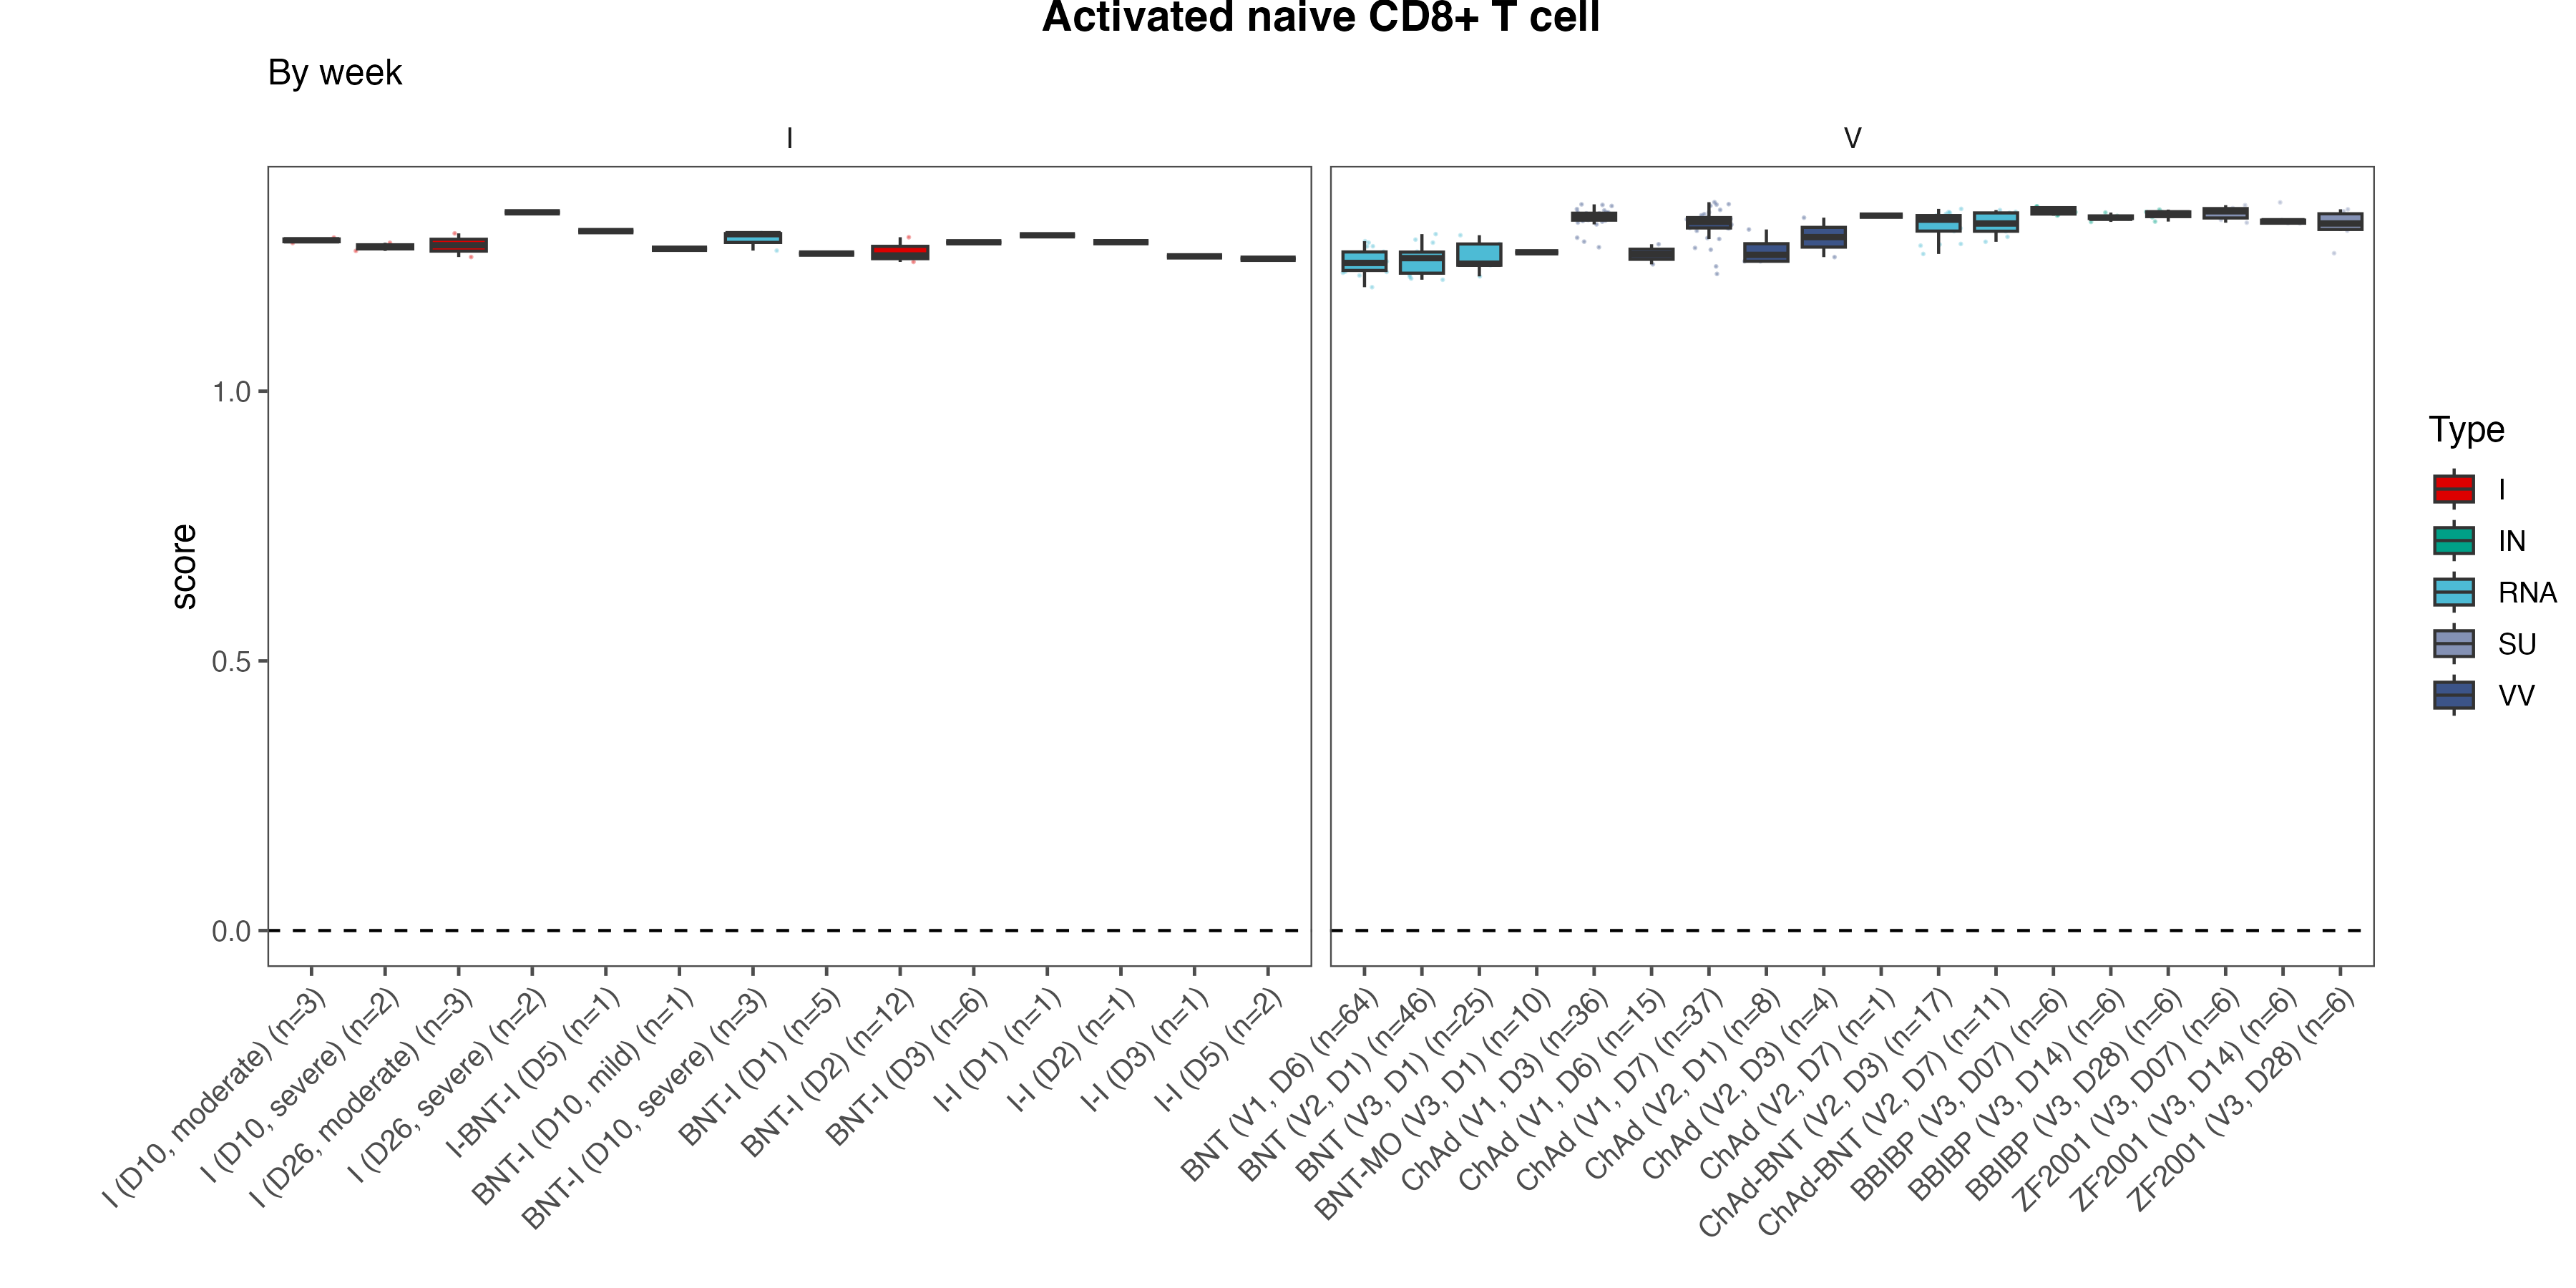 Activated naive CD8+ T cell
By week
I
V
score
1.0
0.5
0.0
I (D10, moderate) (n=3)
I (D10, severe) (n=2)
I (D26, moderate) (n=3)
I (D26, severe) (n=2)
I-BNT-I (D5) (n=1)
BNT-I (D10, mild) (n=1)
BNT-I (D10, severe) (n=3)
BNT-I (D1) (n=5)
BNT-I (D2) (n=12)
BNT-I (D3) (n=6)
I-I (D1) (n=1)
I-I (D2) (n=1)
I-I (D3) (n=1)
I-I (D5) (n=2)
BNT (V1, D6) (n=64)
BNT (V2, D1) (n=46)
BNT (V3, D1) (n=25)
BNT-MO (V3, D1) (n=10)
ChAd (V1, D3) (n=36)
ChAd (V1, D6) (n=15)
ChAd (V1, D7) (n=37)
ChAd (V2, D1) (n=8)
ChAd (V2, D3) (n=4)
ChAd (V2, D7) (n=1)
ChAd-BNT (V2, D3) (n=17)
ChAd-BNT (V2, D7) (n=11)
BBIBP (V3, D07) (n=6)
BBIBP (V3, D14) (n=6)
BBIBP (V3, D28) (n=6)
ZF2001 (V3, D07) (n=6)
ZF2001 (V3, D14) (n=6)
ZF2001 (V3, D28) (n=6)
Type
I
IN
RNA
SU
VV